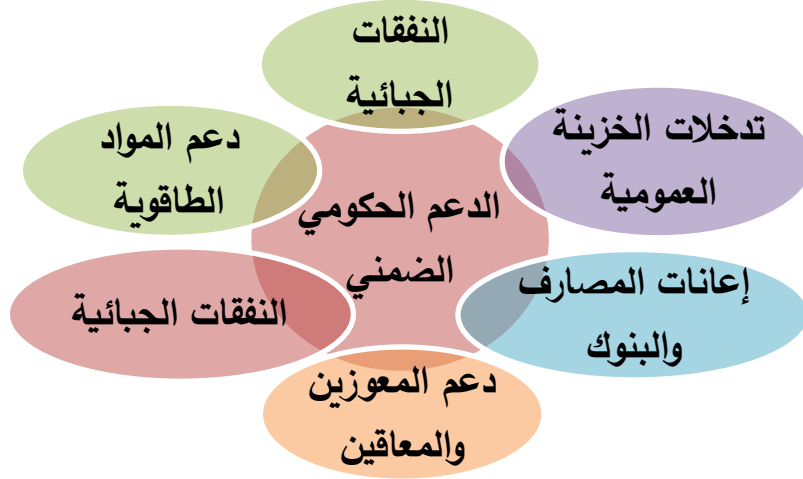 النفقات
الجبائية
تدخلات الخزينة
العمومية
دعم المواد
الطاقوية
الدعم الحكومي
الضمني
إعانات المصارف
والبنوك
النفقات الجبائية
دعم المعوزين
والمعاقين